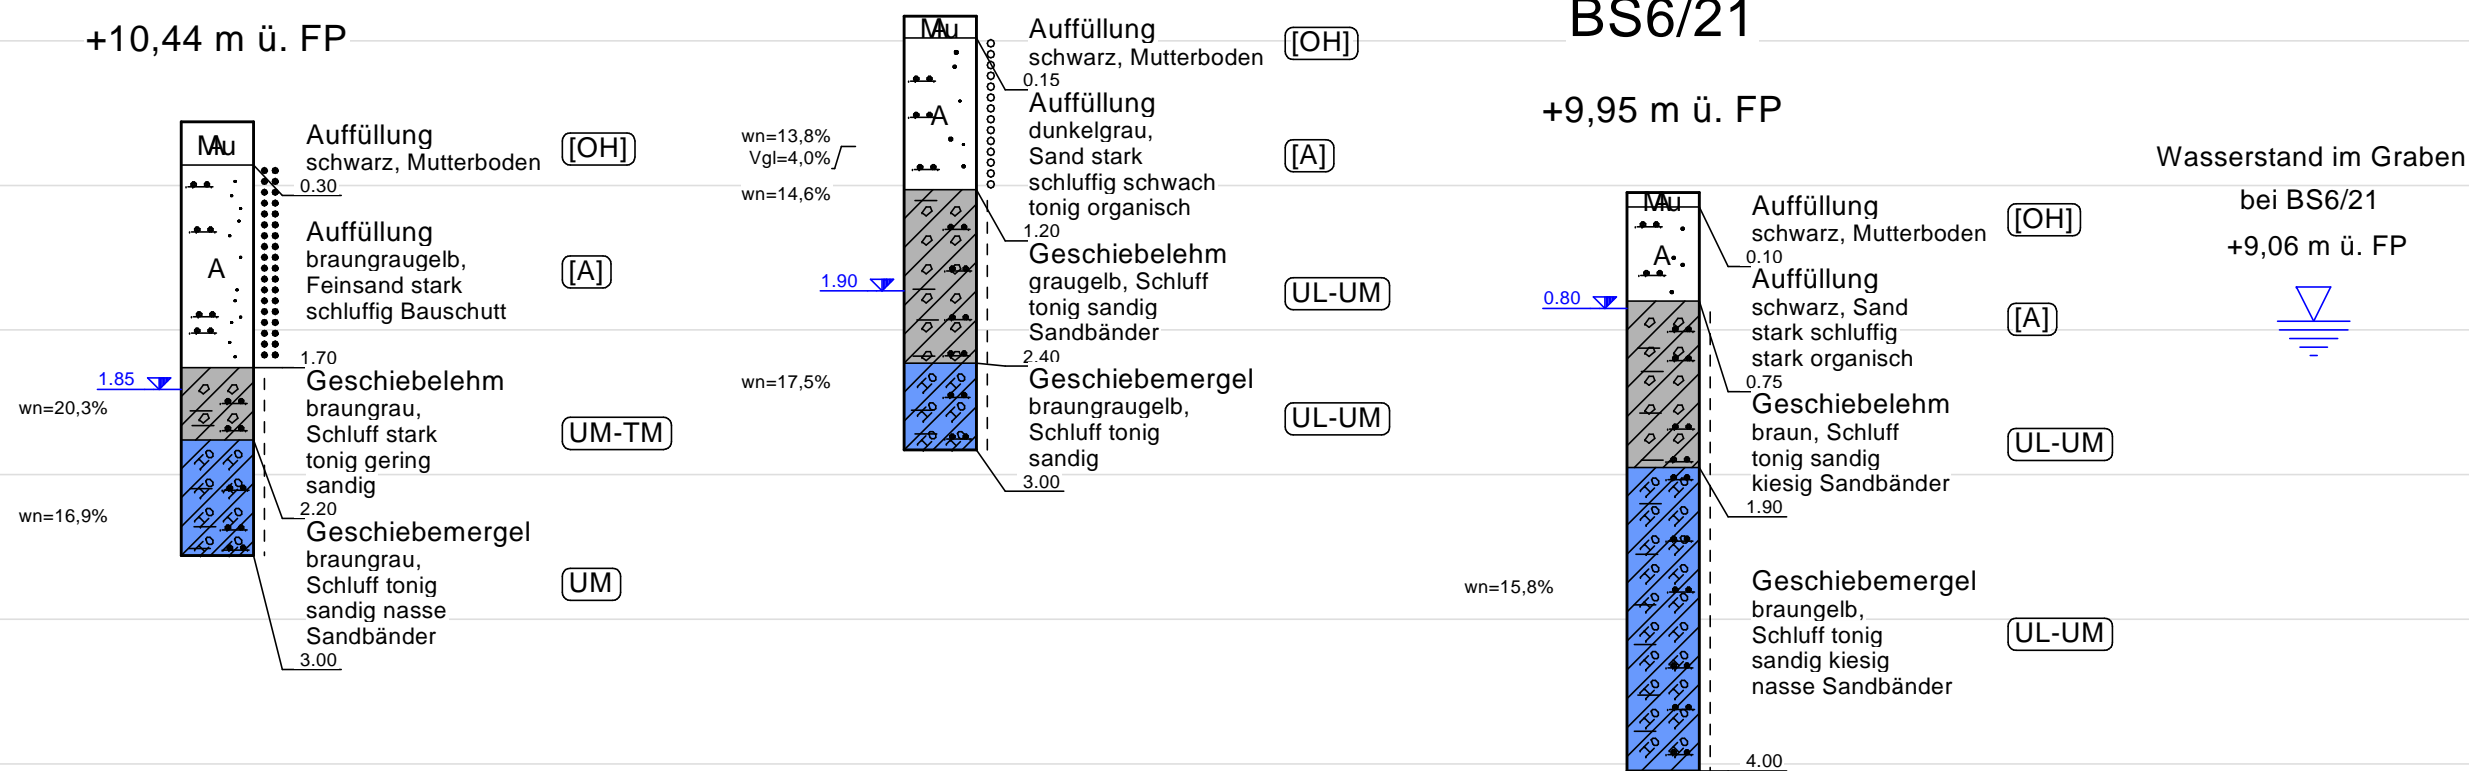 +10,44 m ü. FP
Mu
A
Auffüllung
schwarz, Mutterboden
[OH]
0.30
A
Auffüllung
braungraugelb,
Feinsand stark
schluffig Bauschutt
[A]
1.70
1.85
wn=20,3%
Geschiebelehm
braungrau,
Schluff stark
tonig gering
sandig
UM-TM
2.20
wn=16,9%
Geschiebemergel
braungrau,
Schluff tonig
sandig nasse
Sandbänder
UM
3.00
Mu
A
Auffüllung
schwarz, Mutterboden
[OH]
0.15
A
Auffüllung
dunkelgrau,
Sand stark
schluffig schwach
tonig organisch
[A]
wn=13,8%
Vgl=4,0%
wn=14,6%
1.20
1.90
Geschiebelehm
graugelb, Schluff
tonig sandig
Sandbänder
UL-UM
2.40
wn=17,5%
Geschiebemergel
braungraugelb,
Schluff tonig
sandig
UL-UM
3.00
BS6/21
+9,95 m ü. FP
Mu
A
Auffüllung
schwarz, Mutterboden
[OH]
0.10
A
Auffüllung
schwarz, Sand
stark schluffig
stark organisch
[A]
0.75
0.80
Geschiebelehm
braun, Schluff
tonig sandig
kiesig Sandbänder
UL-UM
1.90
wn=15,8%
Geschiebemergel
braungelb,
Schluff tonig
sandig kiesig
nasse Sandbänder
UL-UM
4.00
Wasserstand im Graben
bei BS6/21
+9,06 m ü. FP